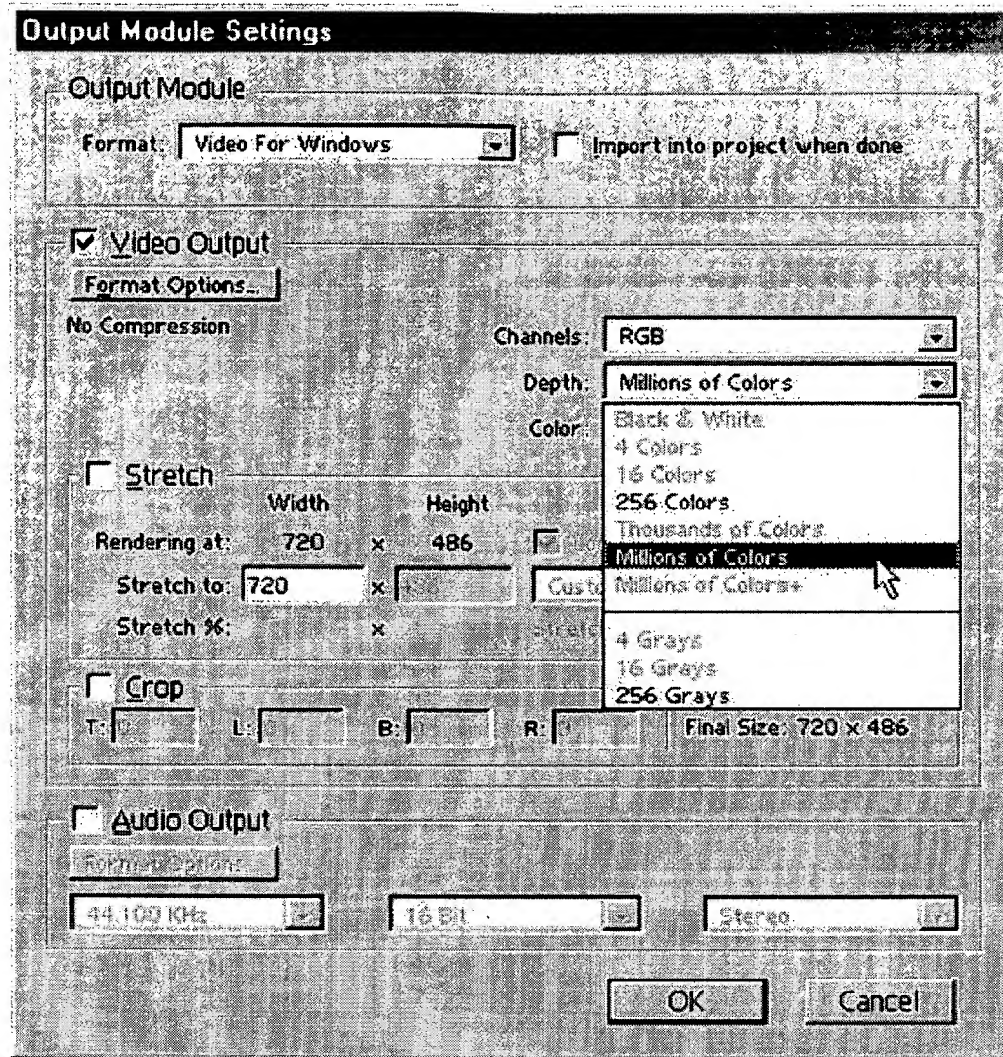 Output Module Settings
Output Module
Format: Video For Windows Import into project when done
Video Output
Format Options...
No Compression
Channels: RGB
Depth: Millions of Colors
Color:
Black & White
4 Colors
16 Colors
256 Colors
Thousands of Colors
Millions of Colors
Millions of Colors+
4 Grays
16 Grays
256 Grays
Stretch
Width Height
Rendering at: 720 x 486
Stretch to: 720 x
Stretch %: x
Crop
T: L: B: R: Final Size: 720 x 486
Audio Output
Format Options...
44.100 KHz 16 Bit Stereo
OK Cancel